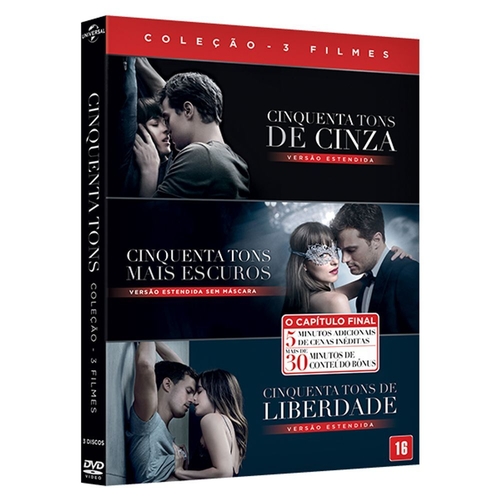 UNIVERSAL
CINQUENTA TONS
COLEÇÃO - 3 FILMES
3 DISCOS
DVD
VIDEO
COLEÇÃO - 3 FILMES
CINQUENTA TONS
DE CINZA
VERSÃO ESTENDIDA
CINQUENTA TONS
MAIS ESCUROS
VERSÃO ESTENDIDA SEM MÁSCARA
O CAPÍTULO FINAL
5 MINUTOS ADICIONAIS
DE CENAS INÉDITAS
MAIS DE
30 MINUTOS DE
CONTEÚDO BÔNUS
CINQUENTA TONS DE
LIBERDADE
VERSÃO ESTENDIDA
16